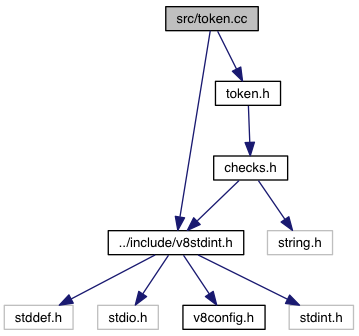 src/token.cc
token.h
checks.h
../include/v8stdint.h
string.h
stddef.h
stdio.h
v8config.h
stdint.h